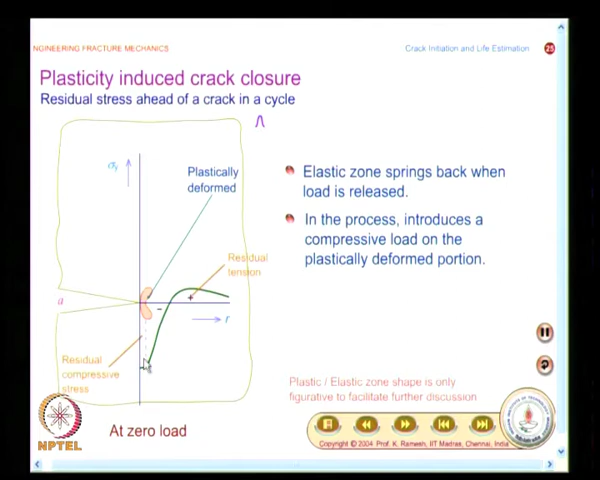 NGINEERING FRACTURE MECHANICS
Crack Initiation and Life Estimation
25
Plasticity induced crack closure
Residual stress ahead of a crack in a cycle
σy
Plastically
deformed
Elastic zone springs back when
load is released.
In the process, introduces a
compressive load on the
plastically deformed portion.
Residual
tension
a
+
−
r
Residual
compressive
stress
Plastic / Elastic zone shape is only
figurative to facilitate further discussion
At zero load
NPTEL
Copyright © 2004 Prof. K. Ramesh, IIT Madras, Chennai, India